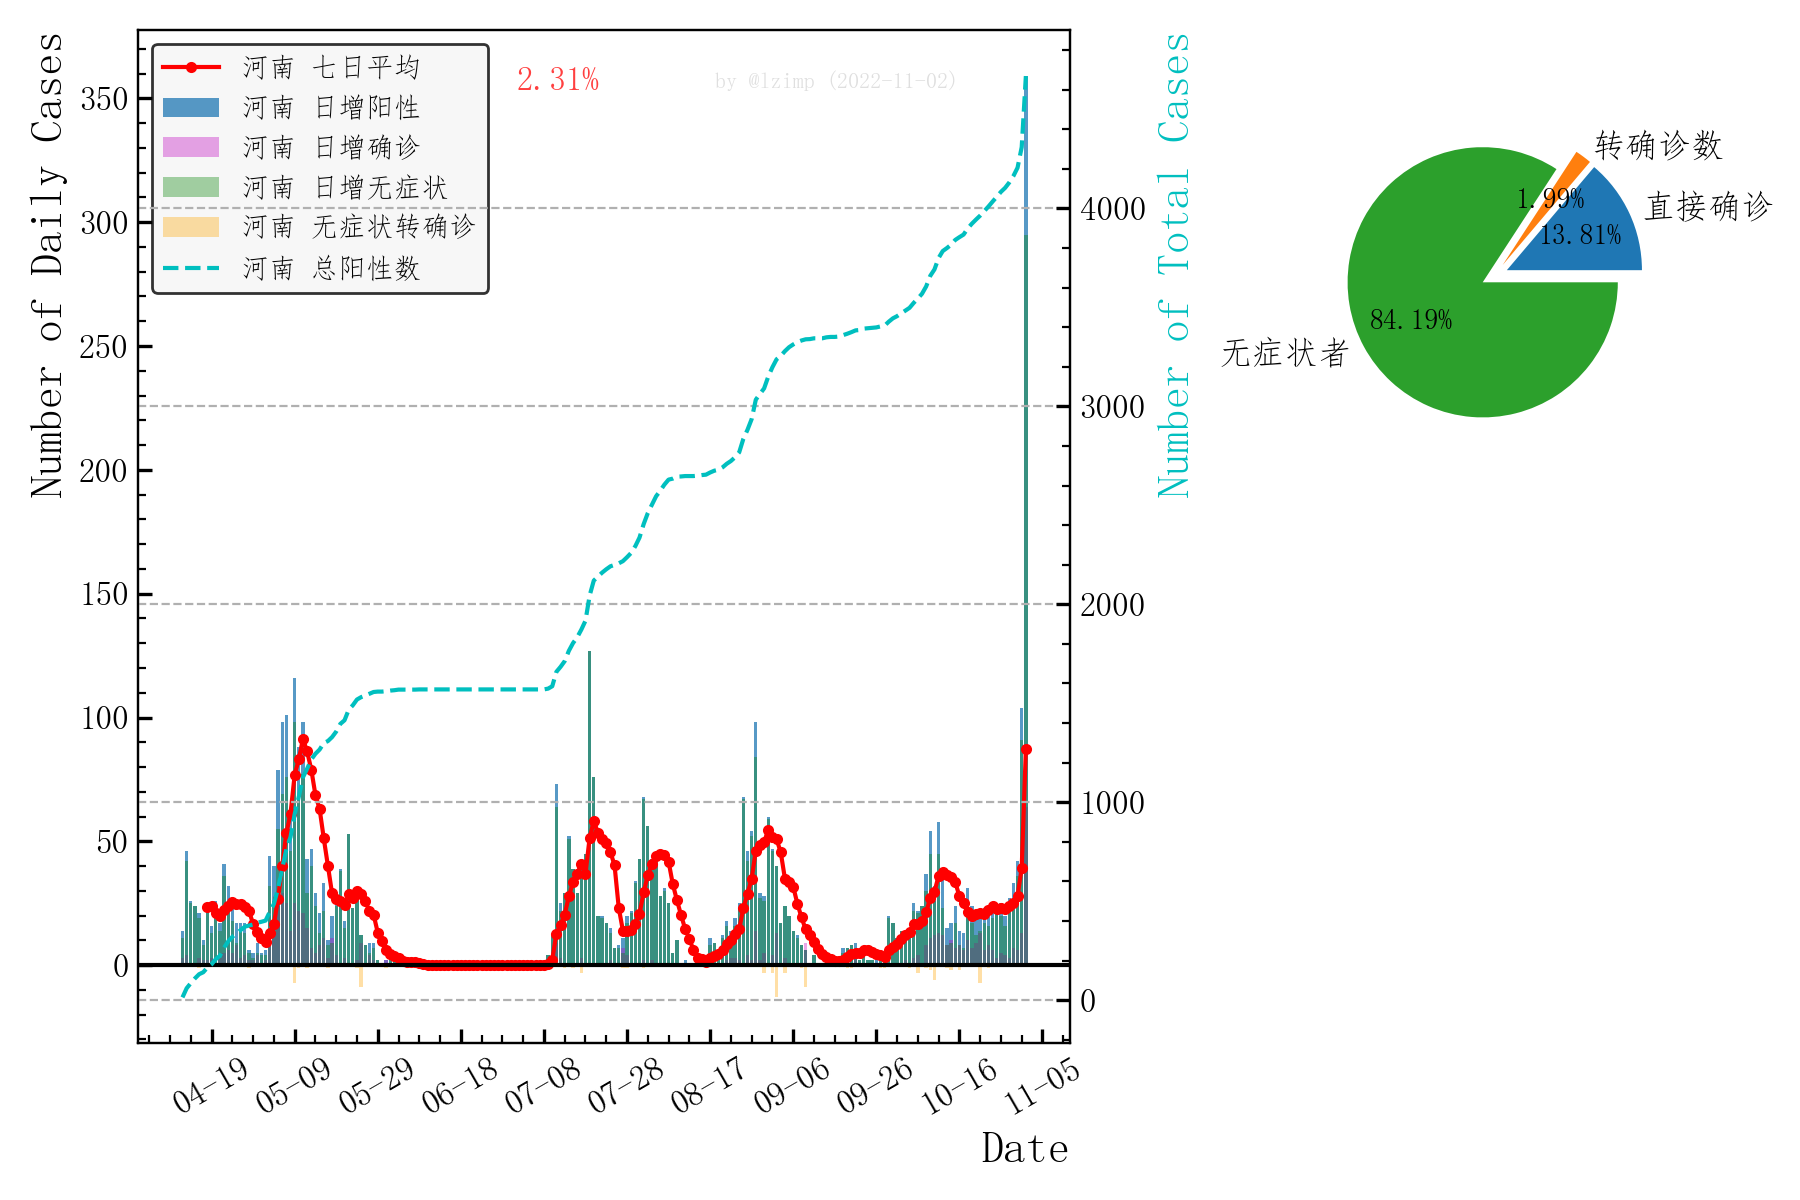 河南 七日平均
河南 日增阳性
河南 日增确诊
河南 日增无症状
河南 无症状转确诊
河南 总阳性数
2.31%
by @lzimp (2022-11-02)
Number of Daily Cases
350
300
250
200
150
100
50
0
Number of Total Cases
4000
3000
2000
1000
0
04-19
05-09
05-29
06-18
07-08
07-28
08-17
09-06
09-26
10-16
11-05
Date
转确诊数
1.99%
直接确诊
13.81%
84.19%
无症状者